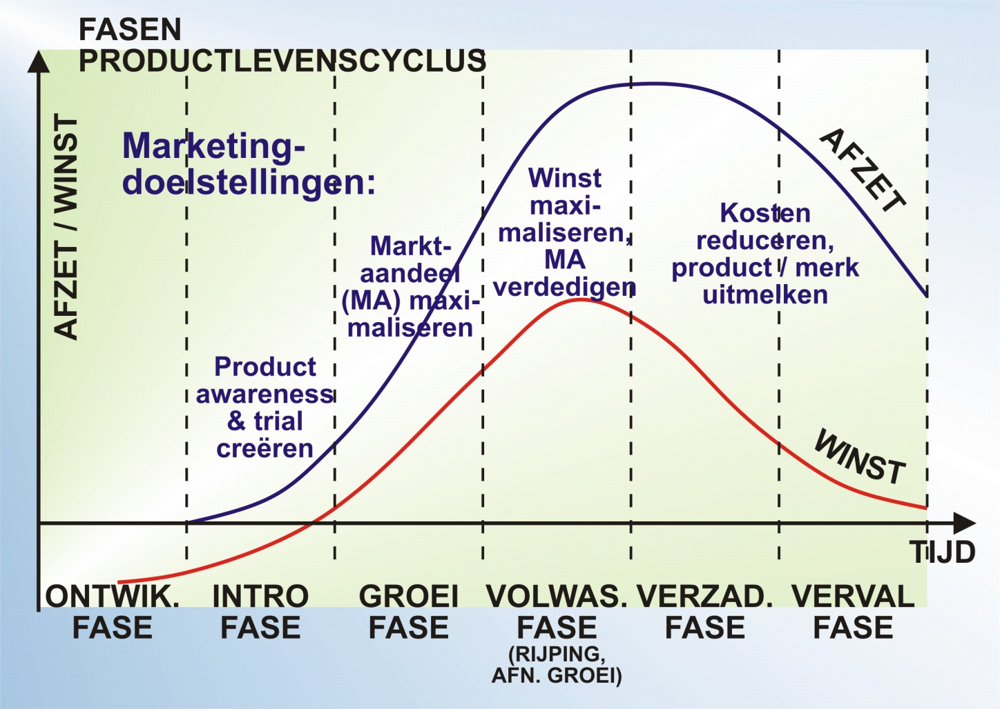 FASEN
PRODUCTLEVENSCYCLUS
AFZET / WINST
Marketing-
doelstellingen:
Product
awareness
& trial
creëren
Markt-
aandeel
(MA) maxi-
maliseren
Winst
maxi-
maliseren,
MA
verdedigen
Kosten
reduceren,
product / merk
uitmelken
AFZET
WINST
TIJD
ONTWIK.
FASE
INTRO
FASE
GROEI
FASE
VOLWAS.
FASE
(RIJPING,
AFN. GROEI)
VERZAD.
FASE
VERVAL
FASE